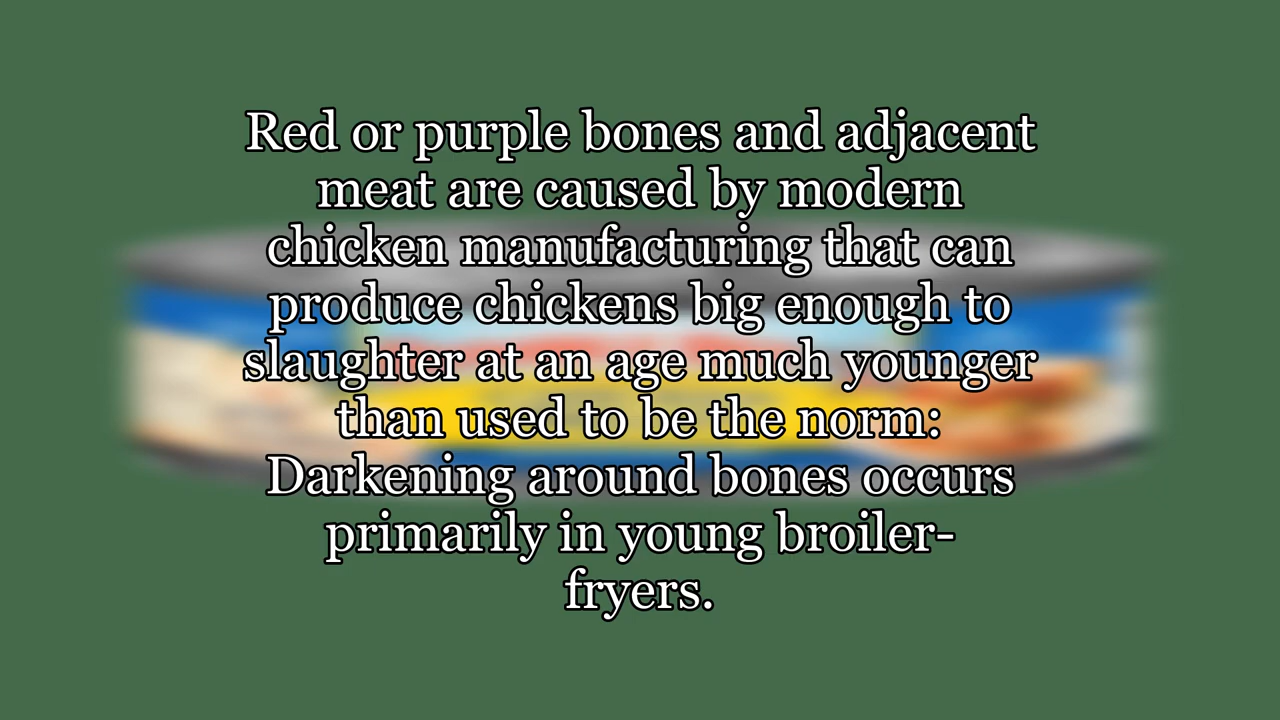 Red or purple bones and adjacent
meat are caused by modern
chicken manufacturing that can
produce chickens big enough to
slaughter at an age much younger
than used to be the norm:
Darkening around bones occurs
primarily in young broiler-
fryers.